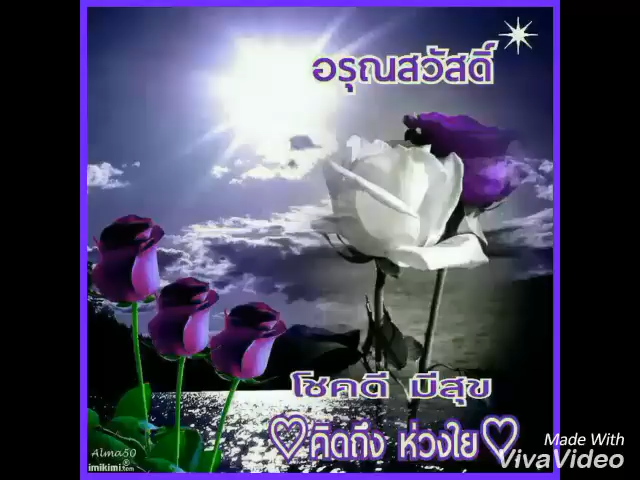 อรุณสวัสดิ์
โชคดี มีสุข
♡คิดถึง ห่วงใย♡
Alma50
imikimi.com
Made With
VivaVideo